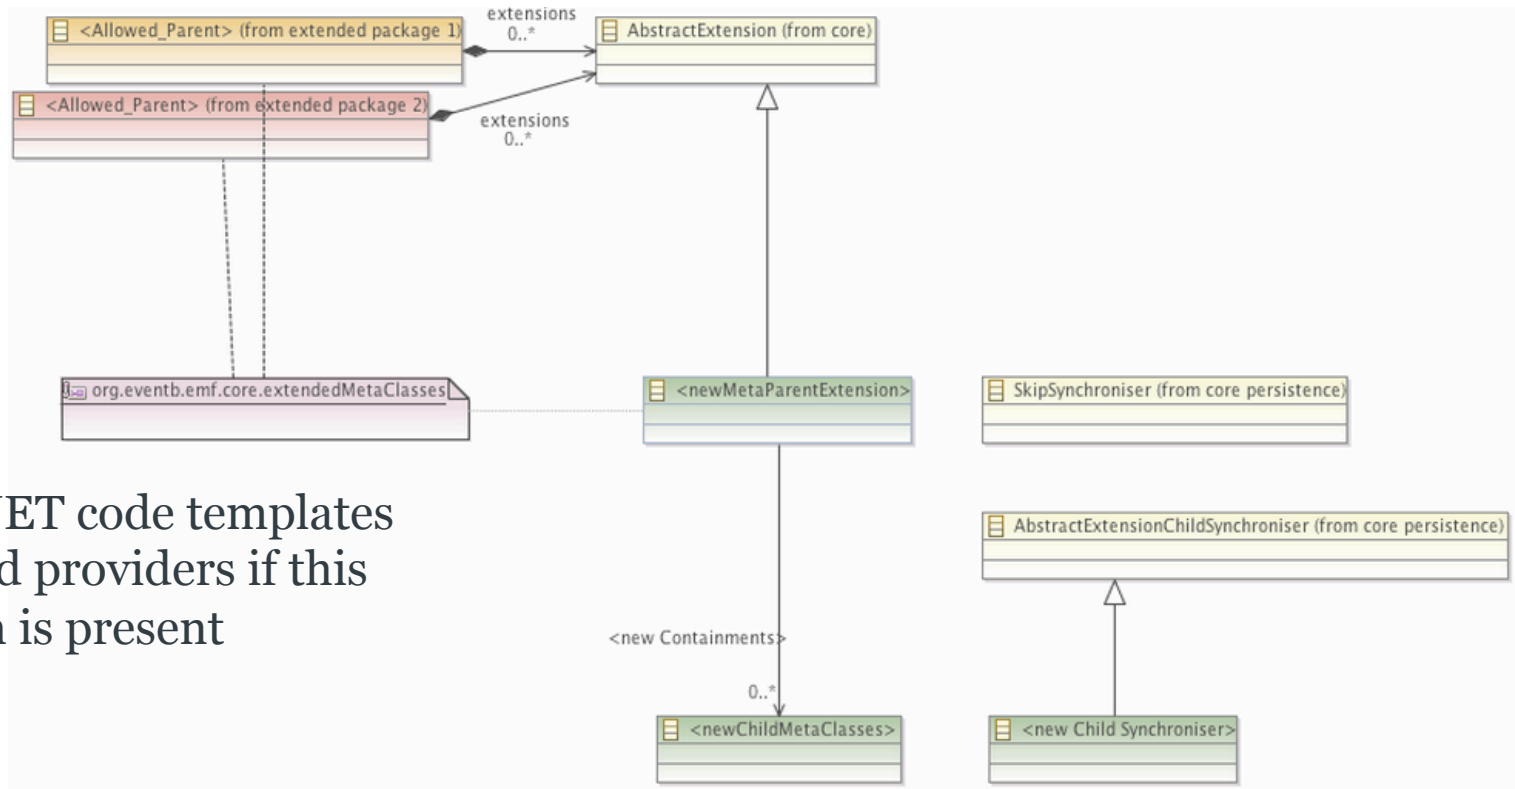 extensions
0..*
<Allowed_Parent> (from extended package 1)
AbstractExtension (from core)
<Allowed_Parent> (from extended package 2)
extensions
0..*
org.eventb.emf.core.extendedMetaClasses
<newMetaParentExtension>
SkipSynchroniser (from core persistence)
code templates
providers if this
is present
AbstractExtensionChildSynchroniser (from core persistence)
<new Containments>
0..*
<newChildMetaClasses>
<new Child Synchroniser>